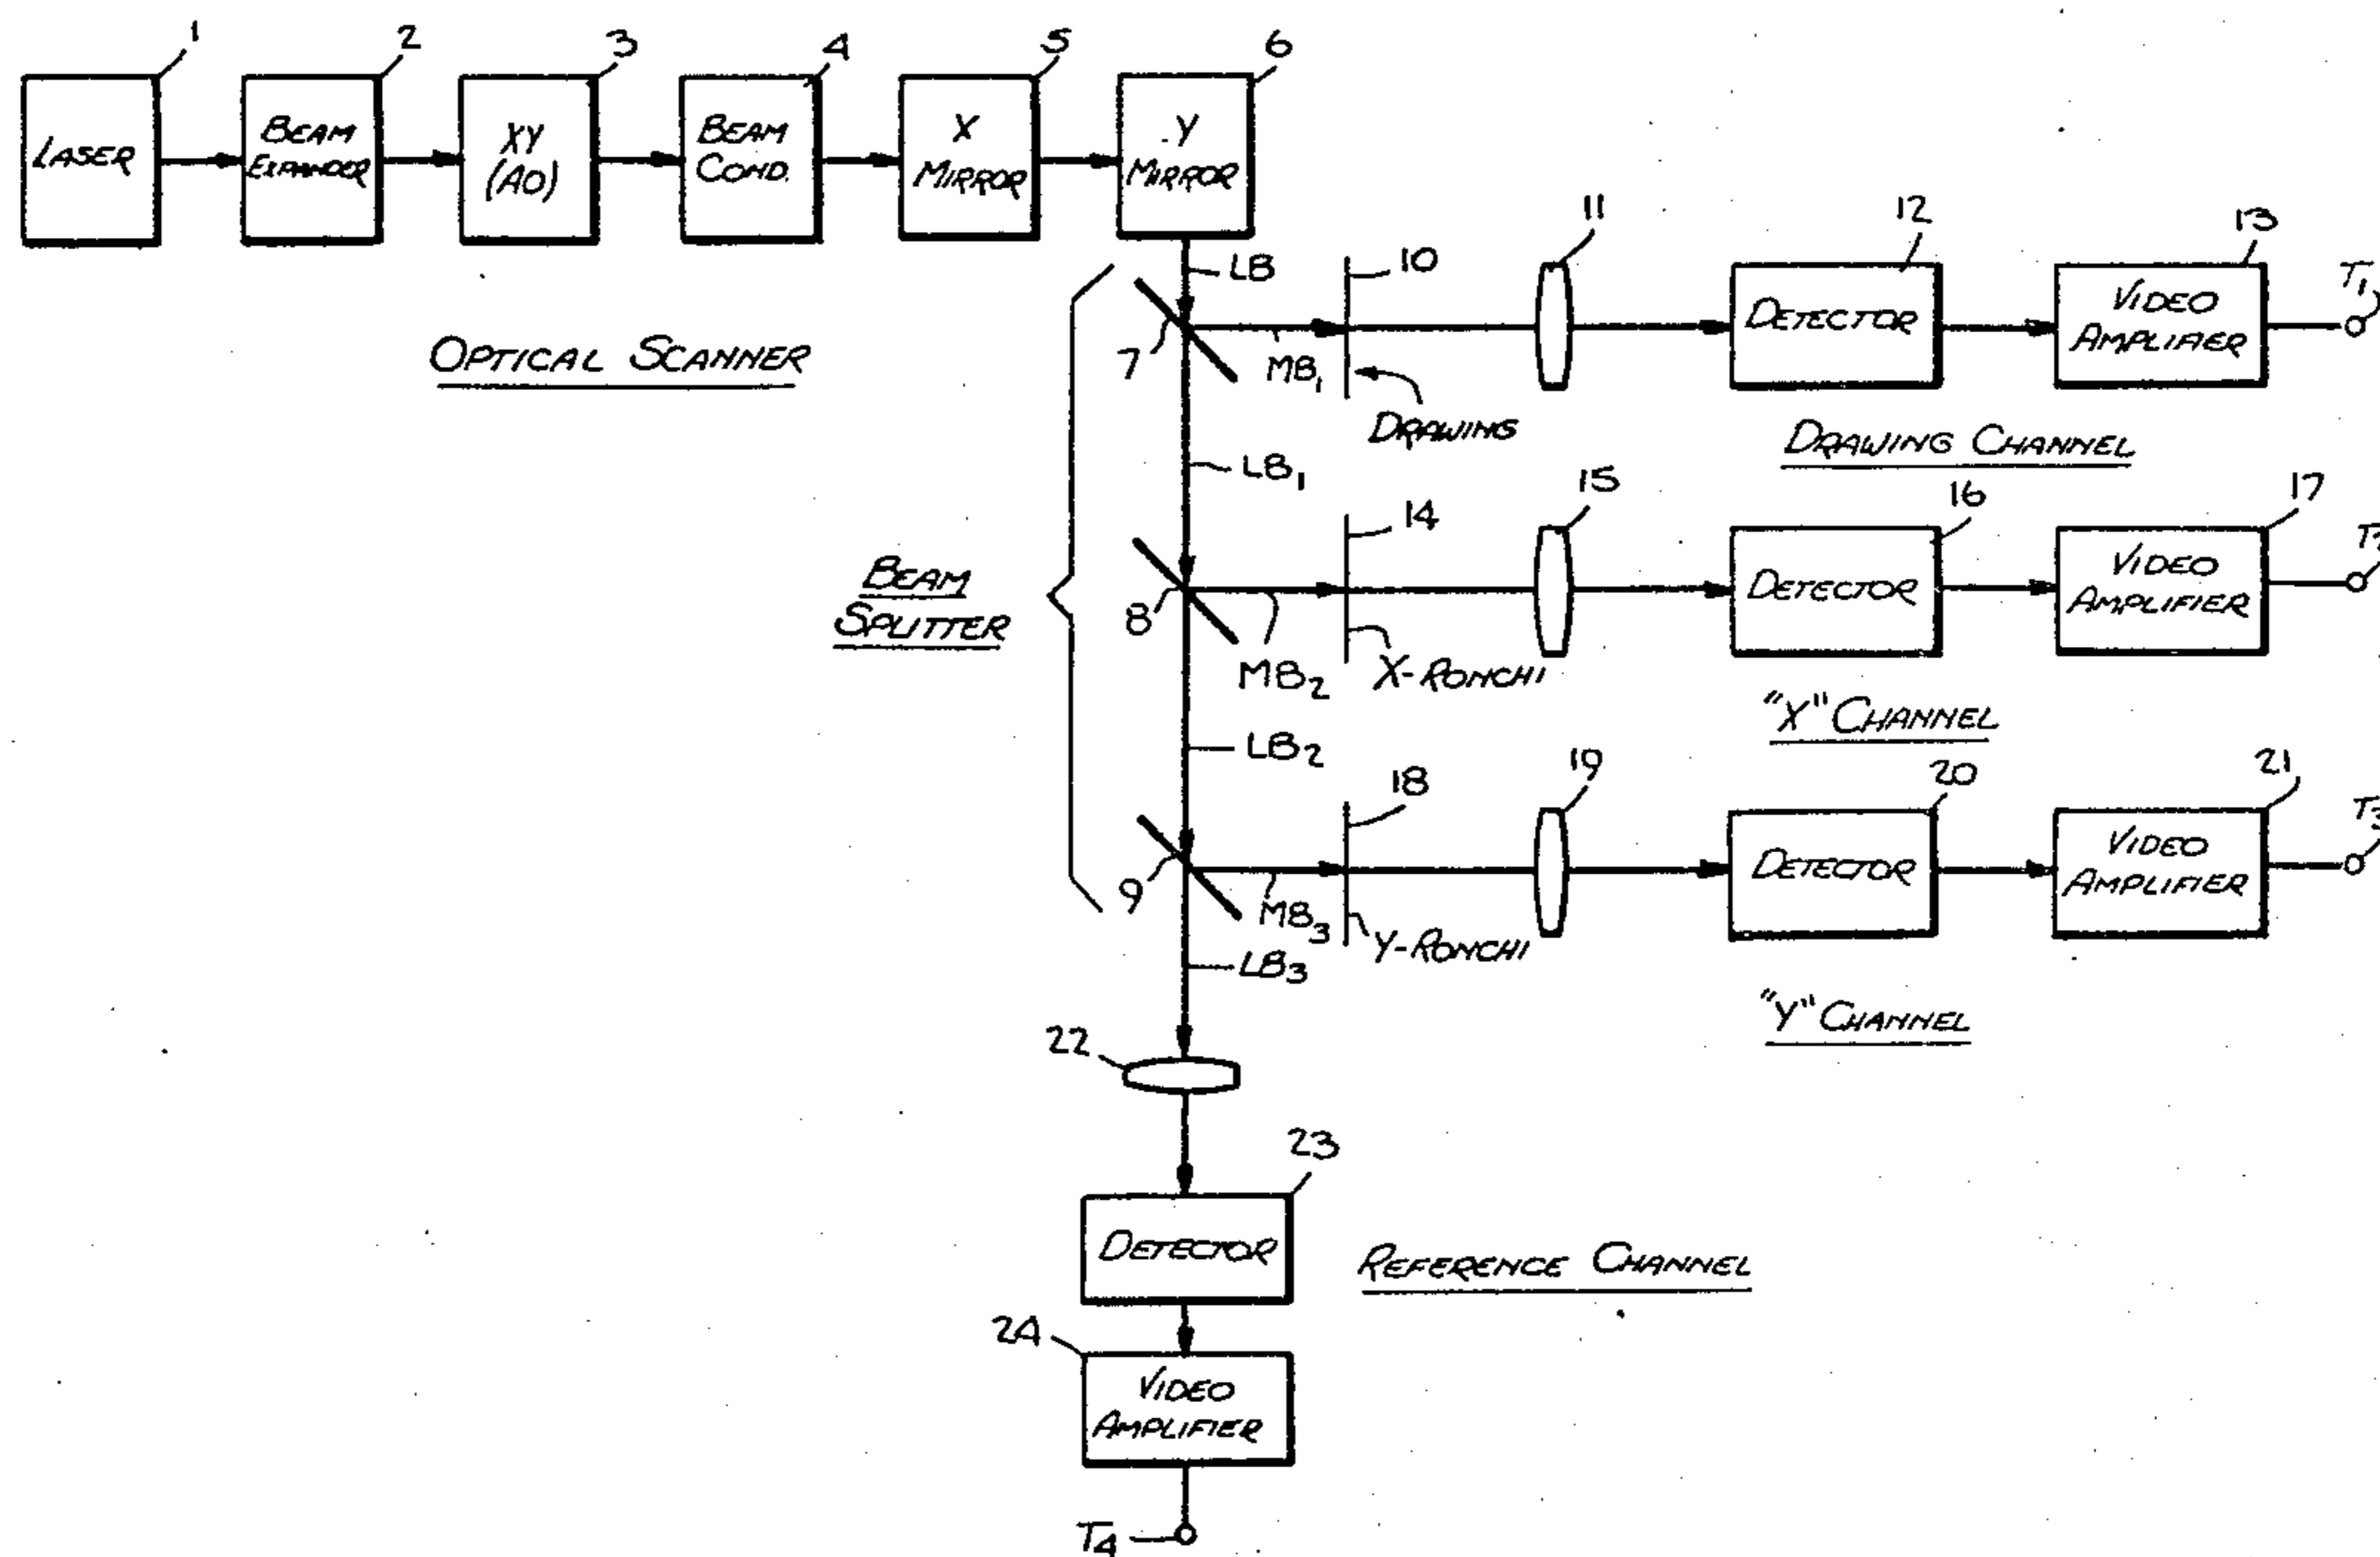 1
2
3
4
5
6
LASER
BEAM
EXPANDER
XY
(AO)
BEAM
COND.
X
MIRROR
Y
MIRROR
OPTICAL SCANNER
LB
10
11
12
13
T1
7
MB1
DRAWING
DETECTOR
VIDEO
AMPLIFIER
DRAWING CHANNEL
LB1
14
15
16
17
BEAM
SPLITTER
8
MB2
X-RONCHI
DETECTOR
VIDEO
AMPLIFIER
"X" CHANNEL
LB2
18
19
20
21
T3
9
MB3
Y-RONCHI
DETECTOR
VIDEO
AMPLIFIER
"Y" CHANNEL
LB3
22
23
DETECTOR
REFERENCE CHANNEL
24
VIDEO
AMPLIFIER
T4